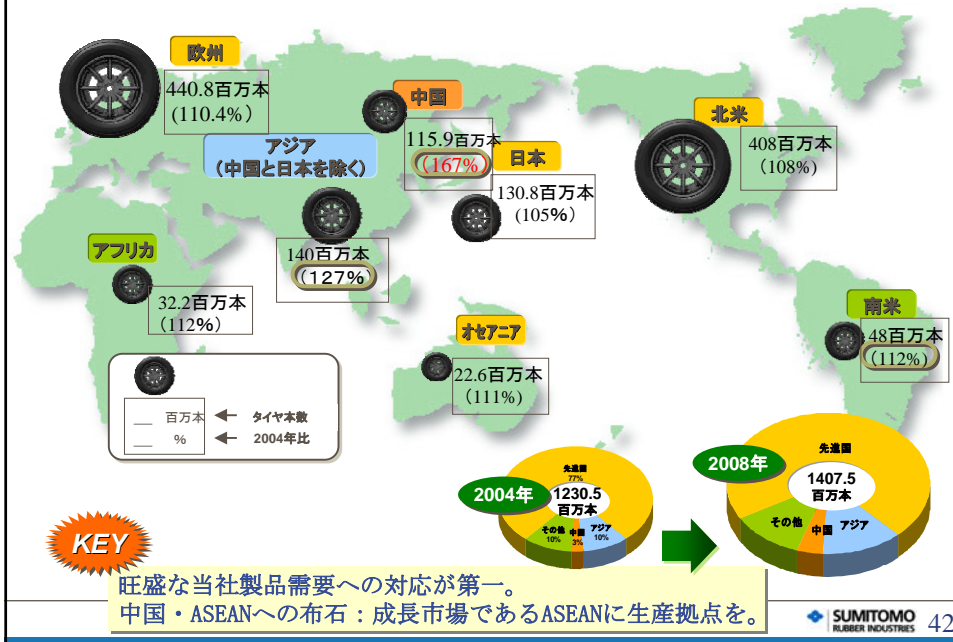 欧州
440.8百万本
(110.4%）
中国
115.9百万本
（167%
アジア
（中国と日本を除く）
日本
130.8百万本
(105%）
北米
408百万本
（108%)
140百万本
（127%）
アフリカ
32.2百万本
（112%）
南米
48百万本
（112%)
オセアニア
22.6百万本
（111%)
__ 百万本 タイヤ本数
__ % 2004年比
2004年
先進国
77%
1230.5
百万本
その他
10%
中国
3%
アジア
10%
2008年
先進国
1407.5
百万本
その他
中国
アジア
KEY
旺盛な当社製品需要への対応が第一。
中国・ASEANへの布石：成長市場であるASEANに生産拠点を。
SUMITOMO
RUBBER INDUSTRIES
42